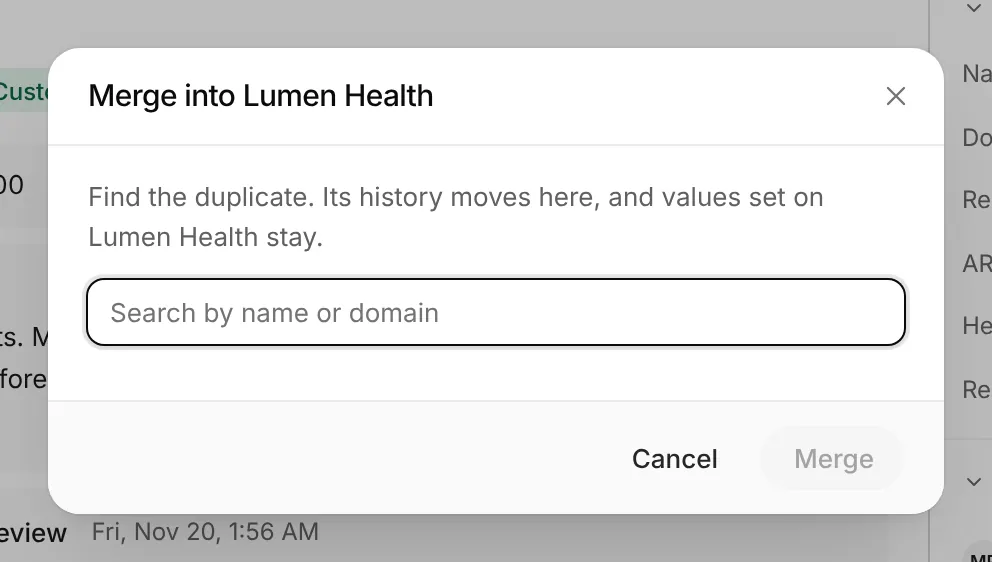 Merge into Lumen Health
Find the duplicate. Its history moves here, and values set on
Lumen Health stay.
Search by name or domain
Cancel
Merge
Fri, Nov 20, 1:56 AM